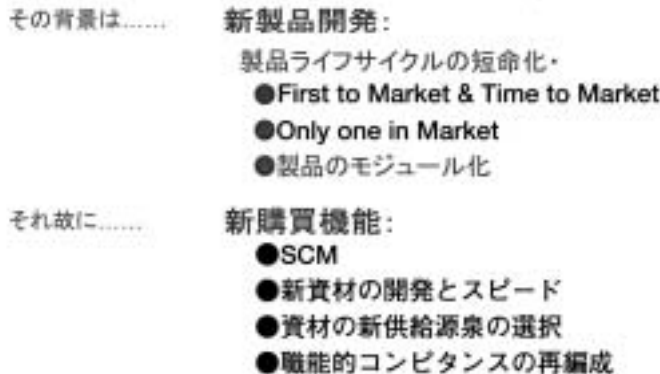 その背景は…… 新製品開発:
製品ライフサイクルの短命化・
●First to Market & Time to Market
●Only one in Market
●製品のモジュール化
それ故に…… 新購買機能:
●SCM
●新資材の開発とスピード
●資材の新供給源泉の選択
●職能的コンピタンスの再編成